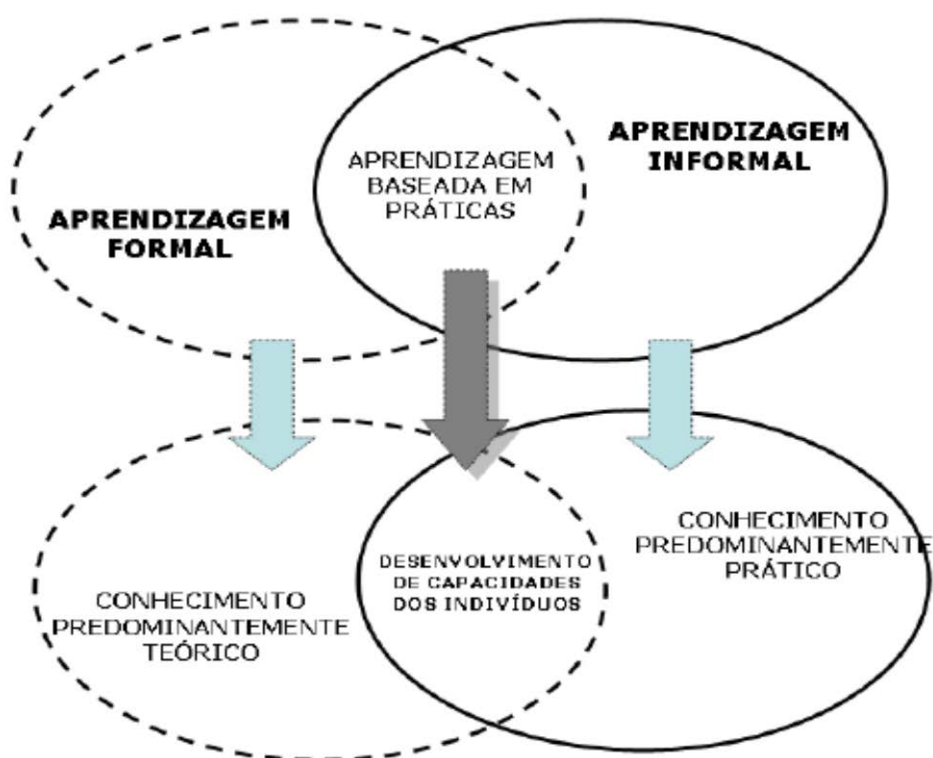 APRENDIZAGEM
INFORMAL
APRENDIZAGEM
BASEADA EM
PRÁTICAS
APRENDIZAGEM
FORMAL
CONHECIMENTO
PREDOMINANTEMENTE
PRÁTICO
DESENVOLVIMENTO
DE CAPACIDADES
DOS INDIVÍDUOS
CONHECIMENTO
PREDOMINANTEMENTE
TEÓRICO